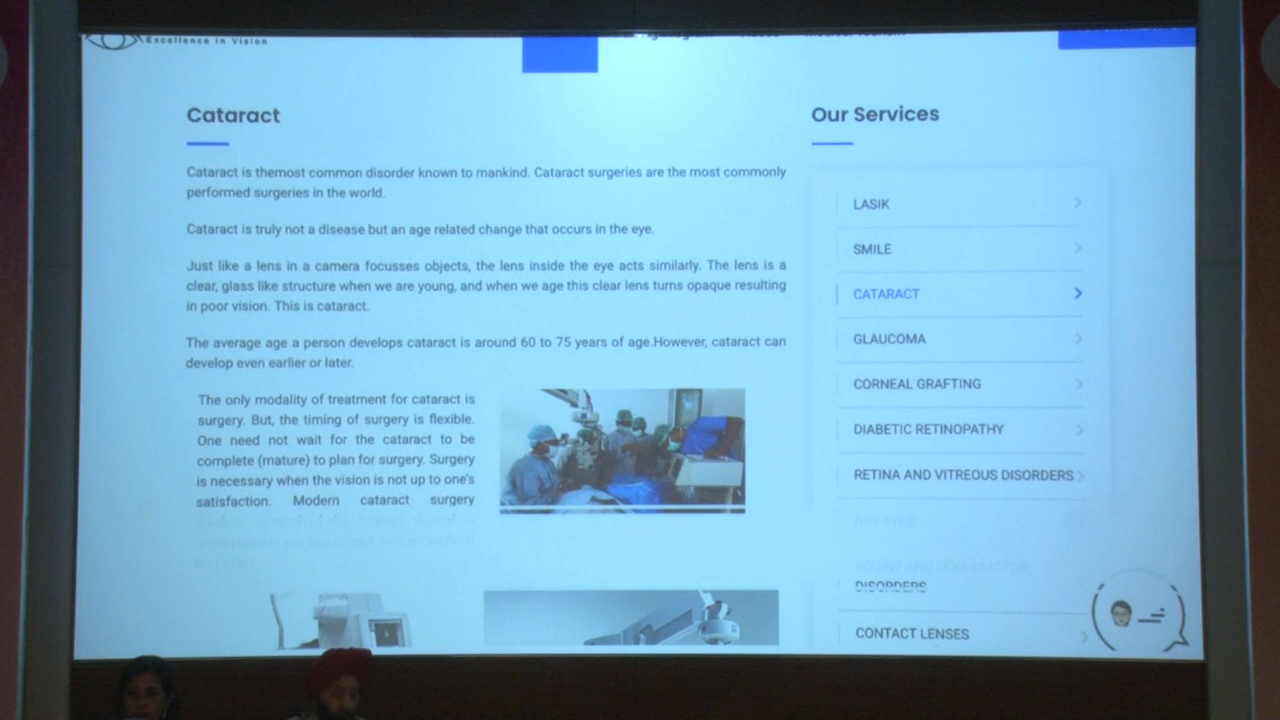 Excellence in Vision
Cataract
Cataract is themost common disorder known to mankind. Cataract surgeries are the most commonly
performed surgeries in the world.
Cataract is truly not a disease but an age related change that occurs in the eye.
Just like a lens in a camera focusses objects, the lens inside the eye acts similarly. The lens is a
clear, glass like structure when we are young, and when we age this clear lens turns opaque resulting
in poor vision. This is cataract.
The average age a person develops cataract is around 60 to 75 years of age.However, cataract can
develop even earlier or later.
The only modality of treatment for cataract is
surgery. But, the timing of surgery is flexible.
One need not wait for the cataract to be
complete (mature) to plan for surgery. Surgery
is necessary when the vision is not up to one's
satisfaction. Modern cataract surgery
Our Services
LASIK
SMILE
CATARACT
GLAUCOMA
CORNEAL GRAFTING
DIABETIC RETINOPATHY
RETINA AND VITREOUS DISORDERS
DRY EYES
DISORDERS
CONTACT LENSES